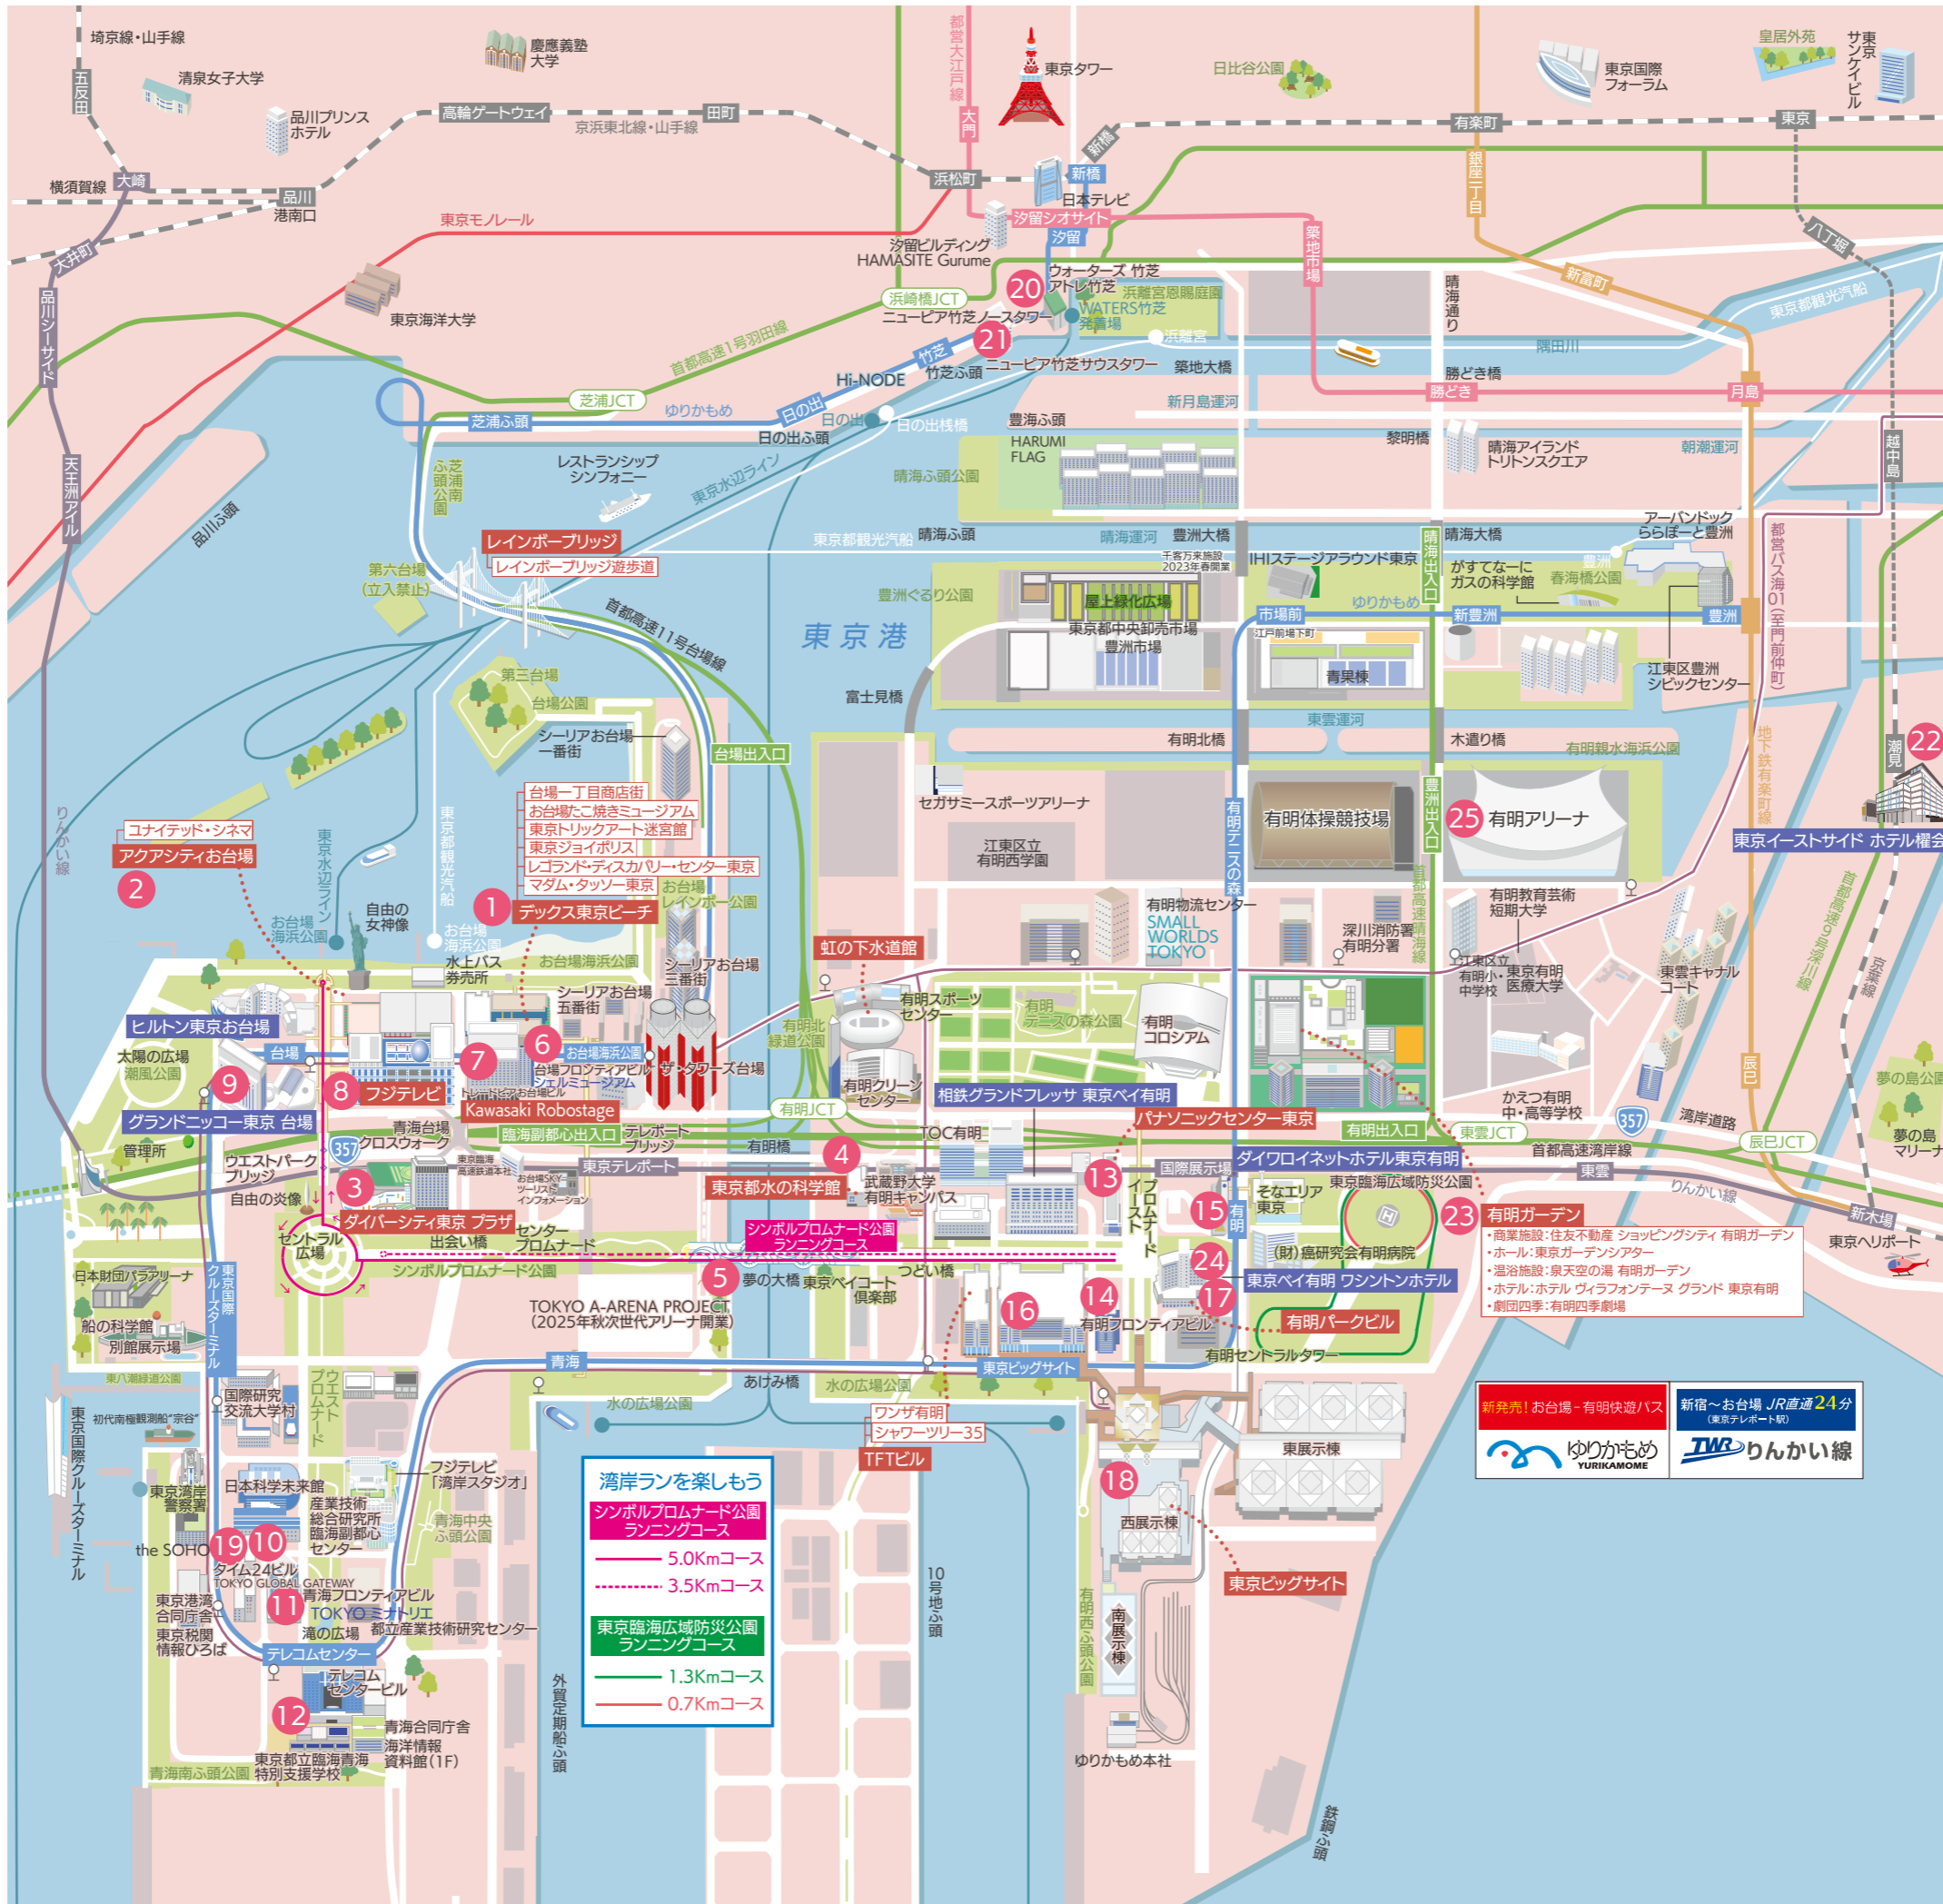 埼京線・山手線
五反田
清泉女子大学
慶應義塾
大学
品川プリンス
ホテル
高輪ゲートウェイ
田町
京浜東北線・山手線
都営大江戸線
大門
東京タワー
日比谷公園
新橋
有楽町
銀座一丁目
東京国際
フォーラム
皇居外苑
東京
サンケイビル
東京
横須賀線
大崎
品川
港南口
浜松町
新橋
日本テレビ
東京モノレール
汐留シオサイト
汐留
汐留ビルディング
HAMASITE Gurume
築地市場
晴海通り
新富町
八丁堀
東京都観光汽船
大井町
東京海洋大学
浜崎橋JCT
20
ウォーターズ 竹芝
アトレ竹芝
浜離宮恩賜庭園
WATERS竹芝
発着場
浜離宮
ニューピア竹芝ノースタワー
21
ニューピア竹芝サウスタワー
築地大橋
隅田川
勝どき橋
品川シーサイド
首都高速1号羽田線
竹芝
竹芝ふ頭
Hi-NODE
芝浦JCT
芝浦ふ頭
ゆりかもめ
日の出
日の出
日の出桟橋
日の出ふ頭
新月島運河
勝どき
月島
豊海ふ頭
HARUMI
FLAG
黎明橋
晴海アイランド
トリトンスクエア
朝潮運河
越中島
天王洲アイル
品川ふ頭
芝浦南
ふ頭公園
レストランシップ
シンフォニー
東京水辺ライン
晴海ふ頭公園
レインボーブリッジ
レインボーブリッジ遊歩道
東京都観光汽船
晴海ふ頭
晴海運河
豊洲大橋
晴海出入口
晴海大橋
アーバンドック
ららぽーと豊洲
都営バス海01(至門前仲町)
第六台場
(立入禁止)
千客万来施設
2023年春開業
IHIステージアラウンド東京
がすてなーに
ガスの科学館
豊洲
春海橋公園
首都高速11号台場線
豊洲ぐるり公園
屋上緑化広場
東京都中央卸売市場
豊洲市場
市場前
ゆりかもめ
新豊洲
豊洲
江戸前場下町
東京港
青果棟
江東区豊洲
シビックセンター
第三台場
台場公園
富士見橋
シーリアお台場
一番街
台場出入口
東雲運河
有明北橋
木遣り橋
有明親水海浜公園
地下鉄有楽町線
潮見
22
東京イーストサイド ホテル櫂会
りんかい線
東京水辺ライン
東京都観光汽船
台場一丁目商店街
お台場たこ焼きミュージアム
東京トリックアート迷宮館
東京ジョイポリス
レゴランド・ディスカバリー・センター東京
マダム・タッソー東京
1
デックス東京ビーチ
お台場
レインボー公園
ユナイテッド・シネマ
アクアシティお台場
2
セガサミースポーツアリーナ
江東区立
有明西学園
有明テニスの森
有明体操競技場
豊洲出入口
25
有明アリーナ
首都高速晴海線
首都高速9号深川線
京葉線
有明物流センター
SMALL
WORLDS
TOKYO
深川消防署
有明分署
有明教育芸術
短期大学
江東区立
有明小・
中学校
東京有明
医療大学
東雲キャナル
コート
お台場
海浜公園
自由の
女神像
お台場
海浜公園
水上バス
券売所
お台場海浜公園
シーリアお台場
三番街
シーリアお台場
五番街
虹の下水道館
有明スポーツ
センター
有明北
緑道公園
有明
テニスの森公園
有明
コロシアム
有明クリーン
センター
ヒルトン東京お台場
太陽の広場
潮風公園
台場
9
グランドニッコー東京 台場
8
フジテレビ
7
6
お台場海浜公園
台場フロンティアビル
シェルミュージアム
トレードピアお台場ビル
Kawasaki Robostage
ザ・タワーズ台場
有明JCT
相鉄グランドフレッサ 東京ベイ有明
パナソニックセンター東京
かえつ有明
中・高等学校
357
湾岸道路
辰巳
夢の島公園
夢の島
マリーナ
管理所
ウエストパーク
ブリッジ
青海台場
クロスウォーク
357
臨海副都心出入口
テレポート
ブリッジ
有明橋
TOC有明
有明出入口
東雲JCT
首都高速湾岸線
辰巳JCT
東京臨海
高速鉄道本社
お台場SKY
ツーリスト
インフォメーション
東京テレポート
4
東京都水の科学館
武蔵野大学
有明キャンパス
13
国際展示場
ダイワロイネットホテル東京有明
東雲
りんかい線
新木場
自由の炎像
3
ダイバーシティ東京 プラザ
プロムナード
イースト
15
有明
そなエリア
東京
東京臨海広域防災公園
23
有明ガーデン
・商業施設:住友不動産 ショッピングシティ 有明ガーデン
・ホール:東京ガーデンシアター
・温浴施設:泉天空の湯 有明ガーデン
・ホテル:ホテル ヴィラフォンテーヌ グランド 東京有明
・劇団四季:有明四季劇場
東京ヘリポート
セントラル
広場
出会い橋
センター
プロムナード
シンボルプロムナード公園
シンボルプロムナード公園
ランニングコース
5
夢の大橋
つどい橋
東京ベイコート
倶楽部
(財)癌研究会有明病院
24
東京ベイ有明 ワシントンホテル
17
有明パークビル
日本財団パラアリーナ
東京国際
クルーズターミナル
TOKYO A-ARENA PROJECT
(2025年秋次世代アリーナ開業)
16
14
有明フロンティアビル
有明セントラルタワー
船の科学館
別館展示場
東八潮緑道公園
青海
東京ビッグサイト
あけみ橋
水の広場公園
水の広場公園
国際研究
交流大学村
ウエスト
プロムナード
初代南極観測船“宗谷”
東京国際クルーズターミナル
ワンザ有明
シャワーツリー35
TFTビル
東展示棟
18
西展示棟
東京ビッグサイト
新発売!お台場-有明快遊パス
ゆりかもめ
YURIKAMOME
新宿~お台場 JR直通24分
(東京テレポート駅)
TWR りんかい線
東京湾岸
警察署
日本科学未来館
フジテレビ
「湾岸スタジオ」
産業技術
総合研究所
臨海副都心
センター
青海中央
ふ頭公園
the SOHO
19
10
タイム24ビル
TOKYO GLOBAL GATEWAY
東京港湾
合同庁舎
11
青海フロンティアビル
TOKYO ミナトリエ
東京税関
情報ひろば
滝の広場
都立産業技術研究センター
テレコムセンター
テレコム
センタービル
12
青海合同庁舎
海洋情報
資料館(1F)
東京都立臨海青海
特別支援学校
青海南ふ頭公園
湾岸ランを楽しもう
シンボルプロムナード公園
ランニングコース
5.0Kmコース
3.5Kmコース
東京臨海広域防災公園
ランニングコース
1.3Kmコース
0.7Kmコース
10号地ふ頭
外貿定期船ふ頭
有明西ふ頭公園
南展示棟
ゆりかもめ本社
鉄鋼ふ頭